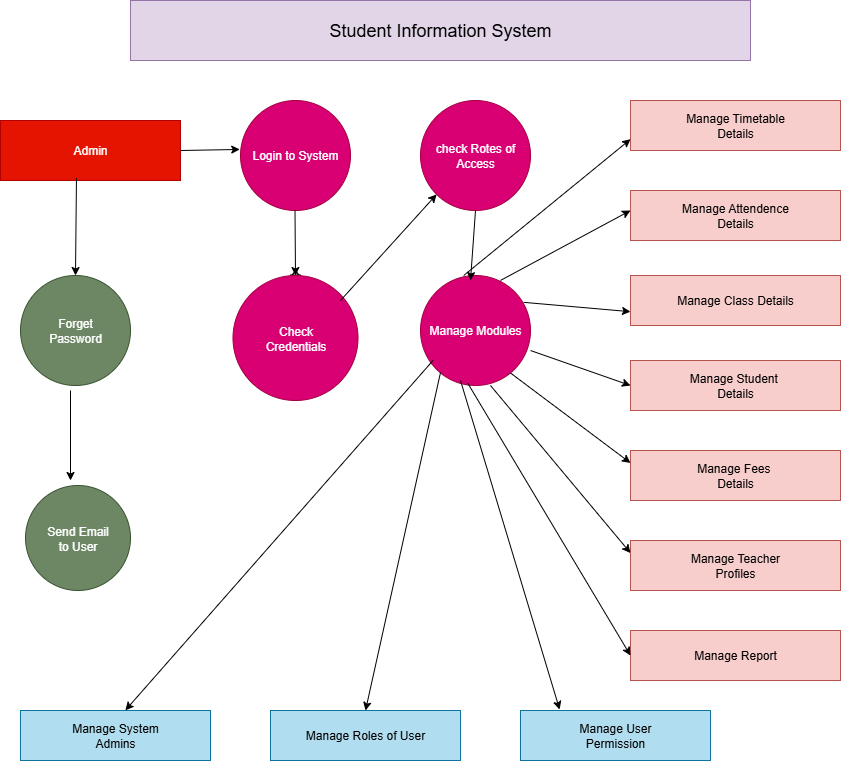 Student Information System
Admin
Login to System
check Rotes of
Access
Manage Timetable
Details
Manage Attendence
Details
Forget
Password
Check
Credentials
Manage Modules
Manage Class Details
Manage Student
Details
Manage Fees
Details
Send Email
to User
Manage Teacher
Profiles
Manage Report
Manage System
Admins
Manage Roles of User
Manage User
Permission